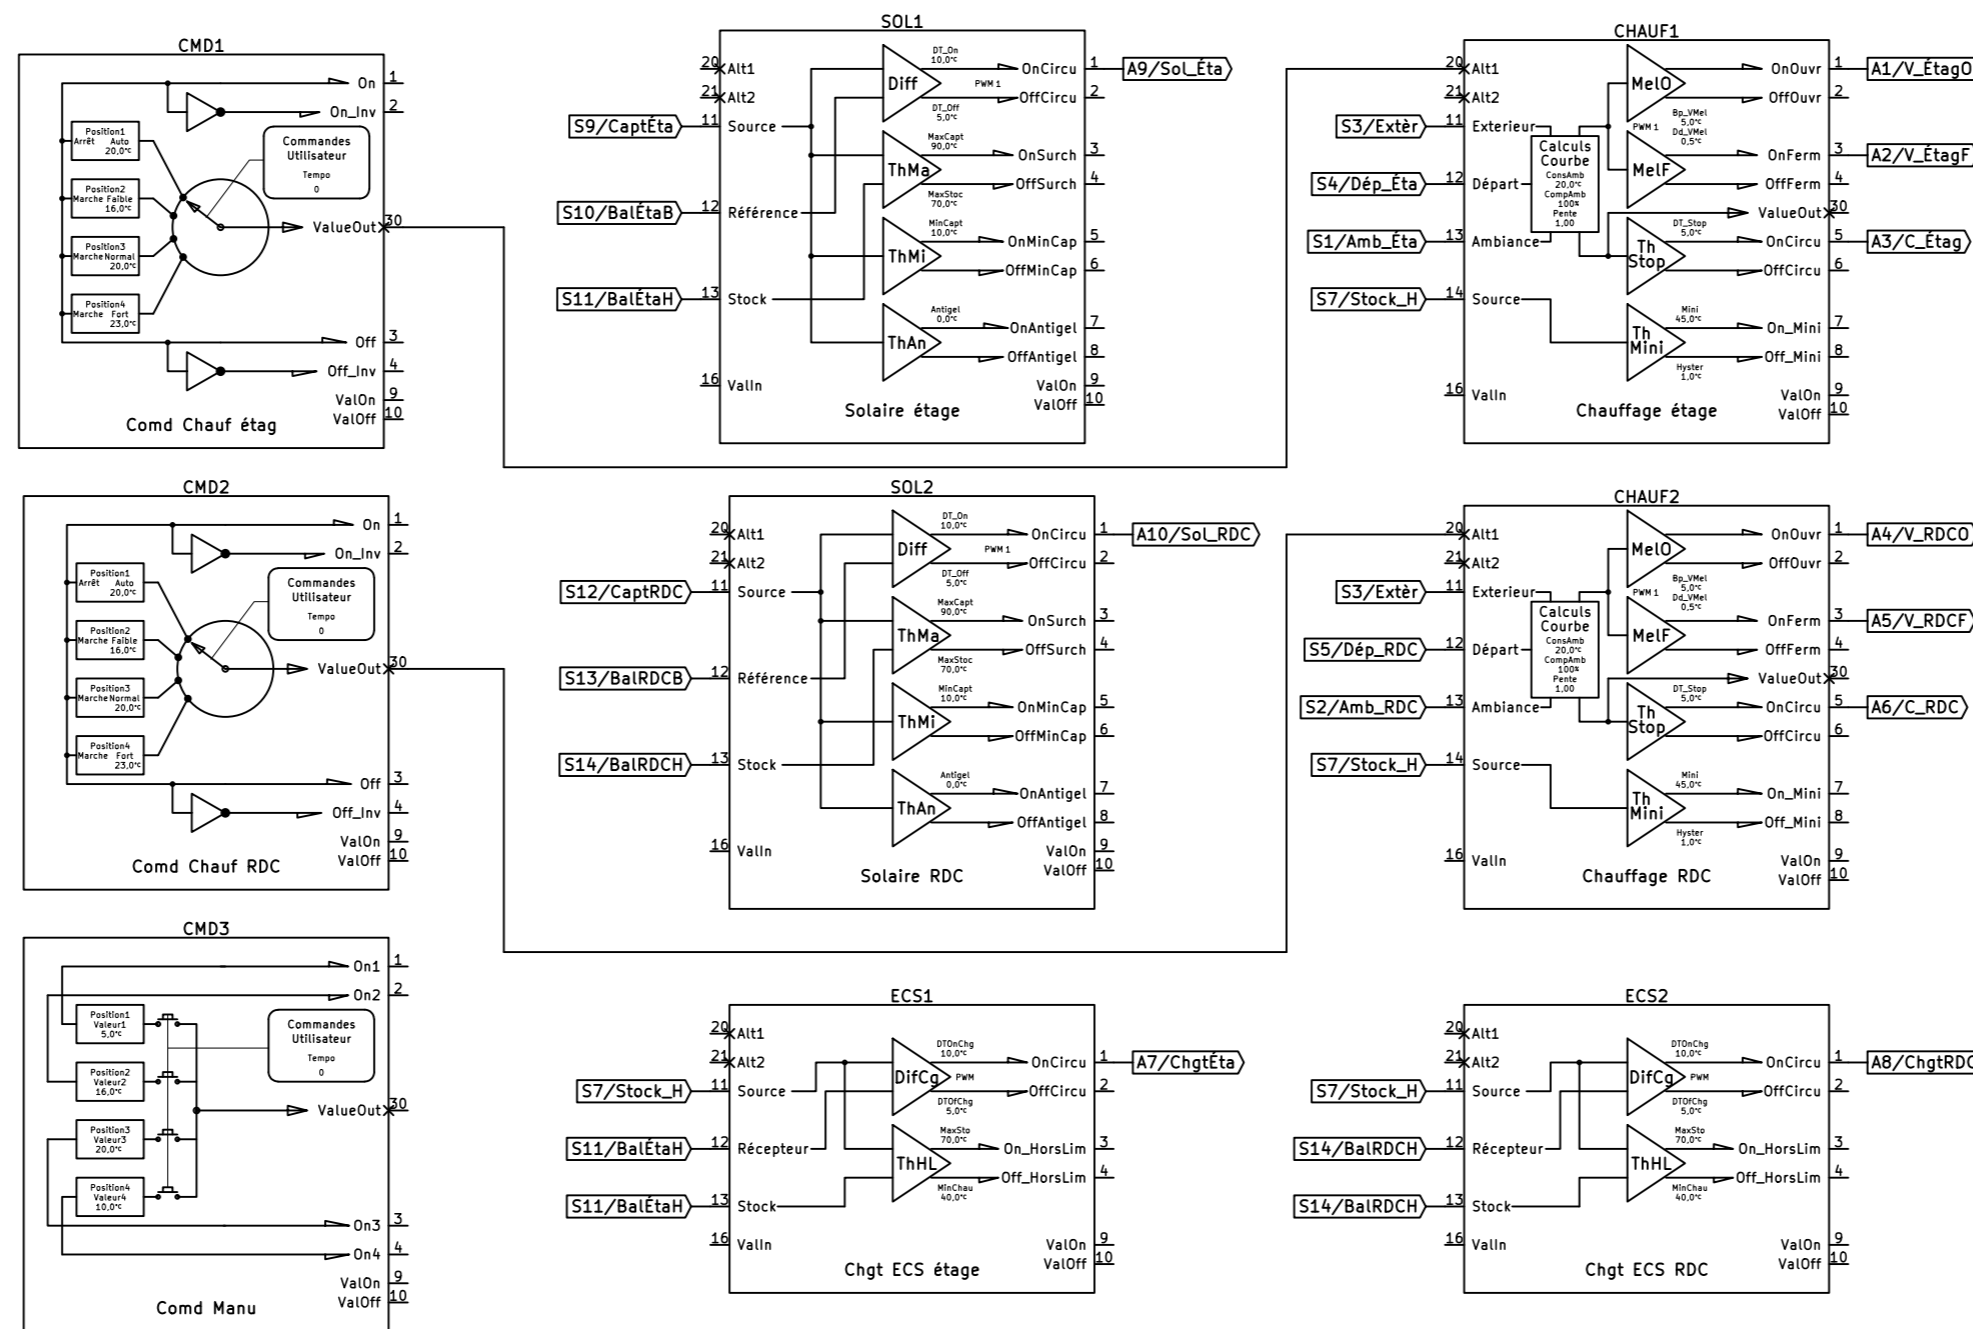 CMD1
On 1
On_Inv 2
Position1
Arrêt Auto
20,0°C
Commandes
Utilisateur
Tempo
0
Position2
Marche Faible
16,0°C
ValueOut 30
Position3
Marche Normal
20,0°C
Position4
Marche Fort
23,0°C
Off 3
Off_Inv 4
ValOn 9
ValOff 10
Comd Chauf étag
SOL1
20 Alt1
21 Alt2
S9/CaptÉta 11 Source
S10/BalÉtaB 12 Référence
S11/BalÉtaH 13 Stock
16 ValIn
Diff
DT_On
10,0°C
PWM 1
DT_Off
5,0°C
ThMa
MaxCapt
90,0°C
MaxStoc
70,0°C
ThMi
MinCapt
10,0°C
ThAn
Antigel
0,0°C
OnCircu 1 A9/Sol_Éta
OffCircu 2
OnSurch 3
OffSurch 4
OnMinCap 5
OffMinCap 6
OnAntigel 7
OffAntigel 8
ValOn 9
ValOff 10
Solaire étage
CHAUF1
20 Alt1
21 Alt2
S3/Extèr 11 Exterieur
S4/Dép_Éta 12 Départ
S1/Amb_Éta 13 Ambiance
S7/Stock_H 14 Source
16 ValIn
Calculs
Courbe
ConsAmb
20,0°C
CompAmb
100%
Pente
1,00
MelO
Bp_VMel
5,0°C
Dd_VMel
0,5°C
PWM 1
MelF
Th
Stop
DT_Stop
5,0°C
Th
Mini
Mini
45,0°C
Hyster
1,0°C
OnOuvr 1 A1/V_ÉtagO
OffOuvr 2
OnFerm 3 A2/V_ÉtagF
OffFerm 4
ValueOut 30
OnCircu 5 A3/C_Étag
OffCircu 6
On_Mini 7
Off_Mini 8
ValOn 9
ValOff 10
Chauffage étage
CMD2
On 1
On_Inv 2
Position1
Arrêt Auto
20,0°C
Commandes
Utilisateur
Tempo
0
Position2
Marche Faible
16,0°C
ValueOut 30
Position3
Marche Normal
20,0°C
Position4
Marche Fort
23,0°C
Off 3
Off_Inv 4
ValOn 9
ValOff 10
Comd Chauf RDC
SOL2
20 Alt1
21 Alt2
S12/CaptRDC 11 Source
S13/BalRDCB 12 Référence
S14/BalRDCH 13 Stock
16 ValIn
Diff
DT_On
10,0°C
PWM 1
DT_Off
5,0°C
ThMa
MaxCapt
90,0°C
MaxStoc
70,0°C
ThMi
MinCapt
10,0°C
ThAn
Antigel
0,0°C
OnCircu 1 A10/Sol_RDC
OffCircu 2
OnSurch 3
OffSurch 4
OnMinCap 5
OffMinCap 6
OnAntigel 7
OffAntigel 8
ValOn 9
ValOff 10
Solaire RDC
CHAUF2
20 Alt1
21 Alt2
S3/Extèr 11 Exterieur
S5/Dép_RDC 12 Départ
S2/Amb_RDC 13 Ambiance
S7/Stock_H 14 Source
16 ValIn
Calculs
Courbe
ConsAmb
20,0°C
CompAmb
100%
Pente
1,00
MelO
Bp_VMel
5,0°C
Dd_VMel
0,5°C
PWM 1
MelF
Th
Stop
DT_Stop
5,0°C
Th
Mini
Mini
45,0°C
Hyster
1,0°C
OnOuvr 1 A4/V_RDCO
OffOuvr 2
OnFerm 3 A5/V_RDCF
OffFerm 4
ValueOut 30
OnCircu 5 A6/C_RDC
OffCircu 6
On_Mini 7
Off_Mini 8
ValOn 9
ValOff 10
Chauffage RDC
CMD3
On1 1
On2 2
Position1
Valeur1
5,0°C
Commandes
Utilisateur
Tempo
0
Position2
Valeur2
16,0°C
ValueOut 30
Position3
Valeur3
20,0°C
Position4
Valeur4
10,0°C
On3 3
On4 4
ValOn 9
ValOff 10
Comd Manu
ECS1
20 Alt1
21 Alt2
S7/Stock_H 11 Source
S11/BalÉtaH 12 Récepteur
S11/BalÉtaH 13 Stock
16 ValIn
DifCg
DTOnChg
10,0°C
PWM
DTOfChg
5,0°C
ThHL
MaxSto
70,0°C
MinChau
40,0°C
OnCircu 1 A7/ChgtÉta
OffCircu 2
On_HorsLim 3
Off_HorsLim 4
ValOn 9
ValOff 10
Chgt ECS étage
ECS2
20 Alt1
21 Alt2
S7/Stock_H 11 Source
S14/BalRDCH 12 Récepteur
S14/BalRDCH 13 Stock
16 ValIn
DifCg
DTOnChg
10,0°C
PWM
DTOfChg
5,0°C
ThHL
MaxSto
70,0°C
MinChau
40,0°C
OnCircu 1 A8/ChgtRDC
OffCircu 2
On_HorsLim 3
Off_HorsLim 4
ValOn 9
ValOff 10
Chgt ECS RDC